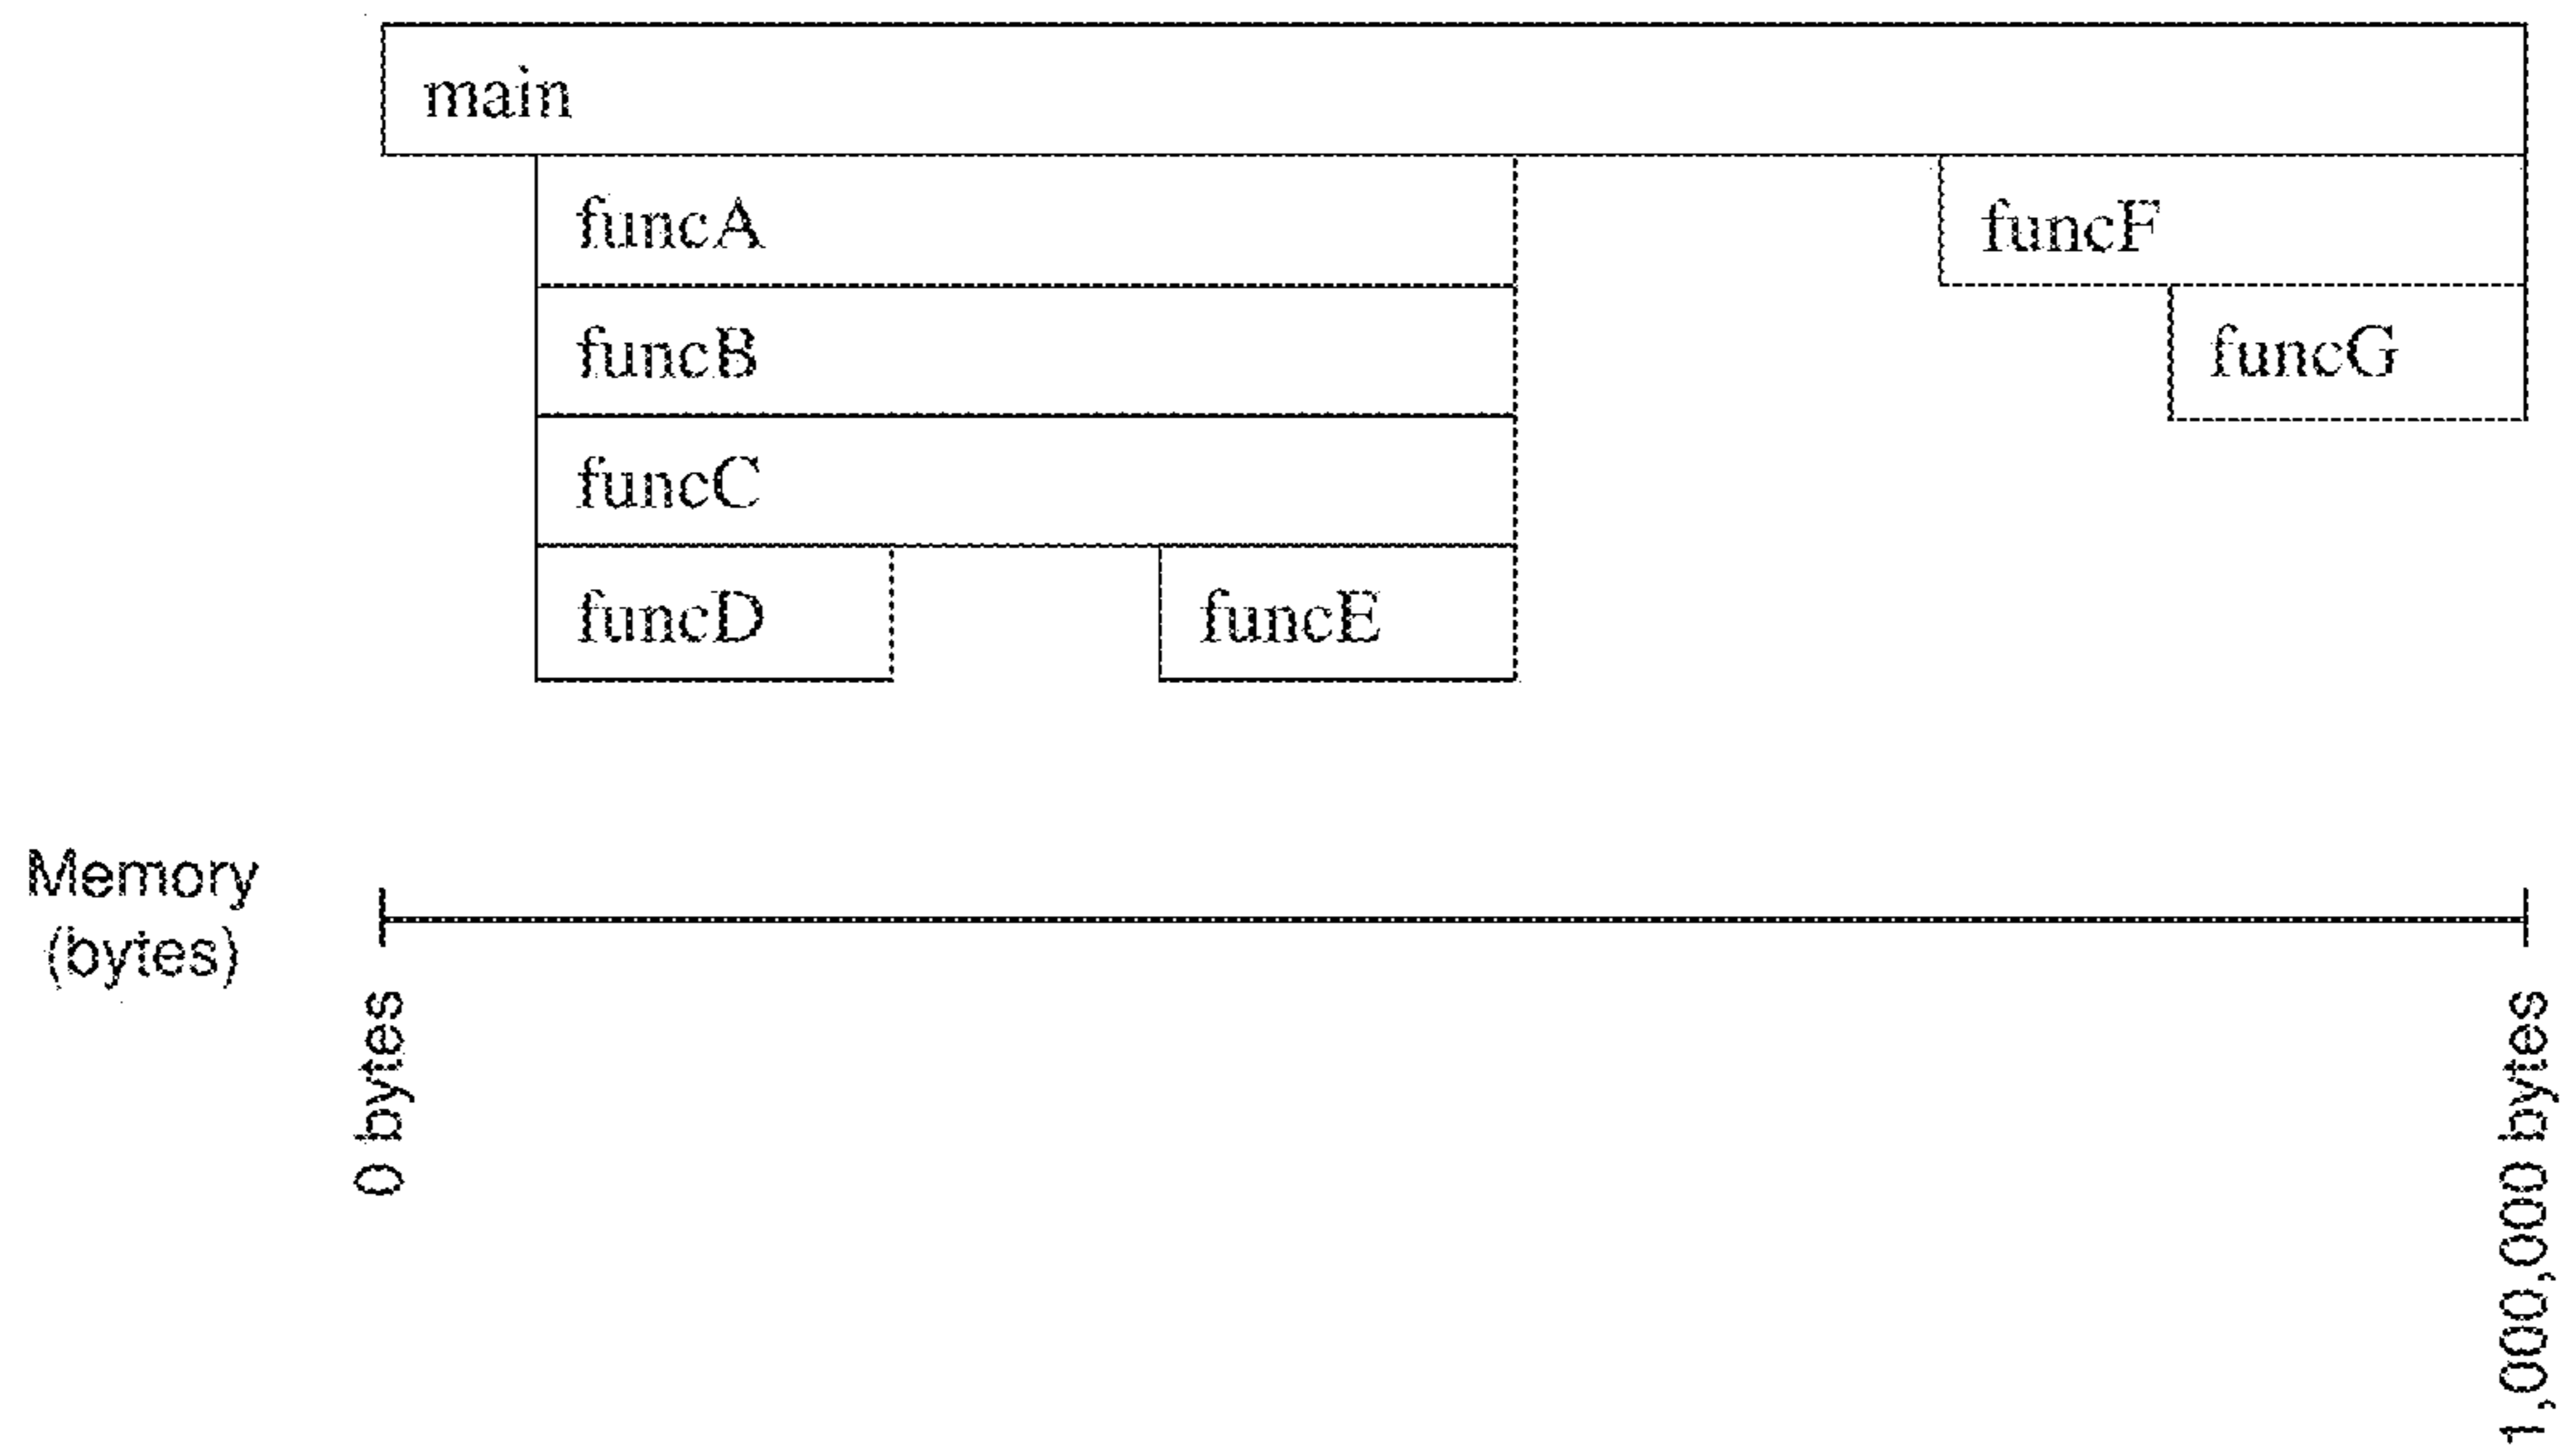 main
funcA
funcF
funcB
funcG
funcC
funcD
funcE
Memory
(bytes)
0 bytes
1,000,000 bytes